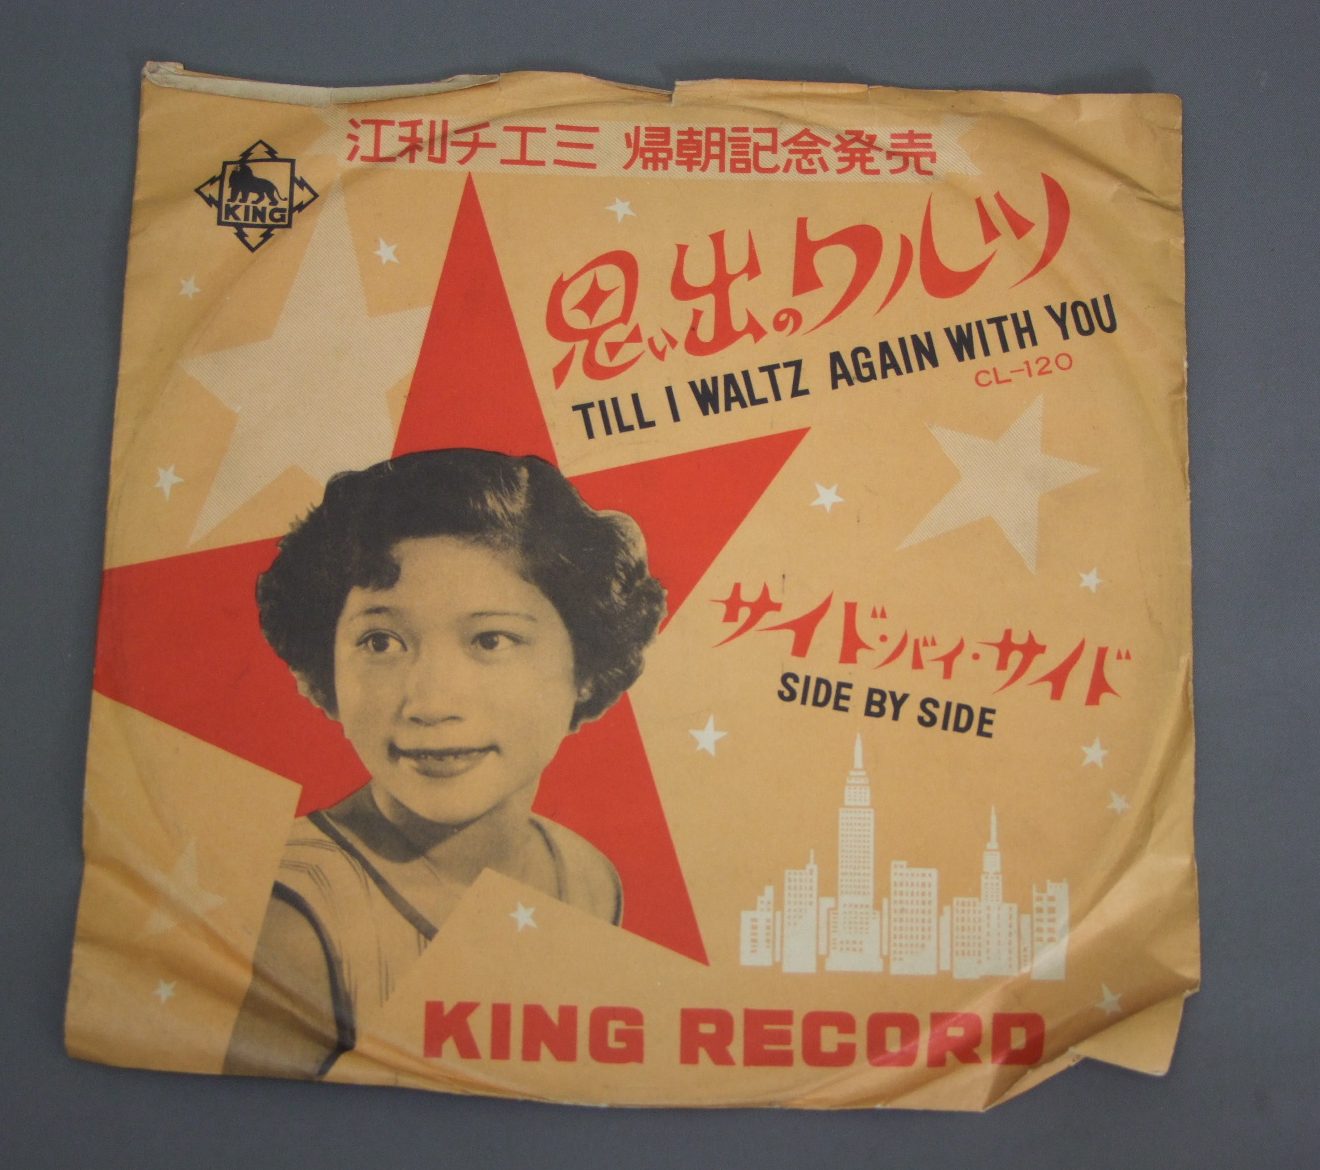 江利チエミ 帰朝記念発売
KING
思い出のワルツ
TILL I WALTZ AGAIN WITH YOU
CL-120
サイド・バイ・サイド
SIDE BY SIDE
KING RECORD